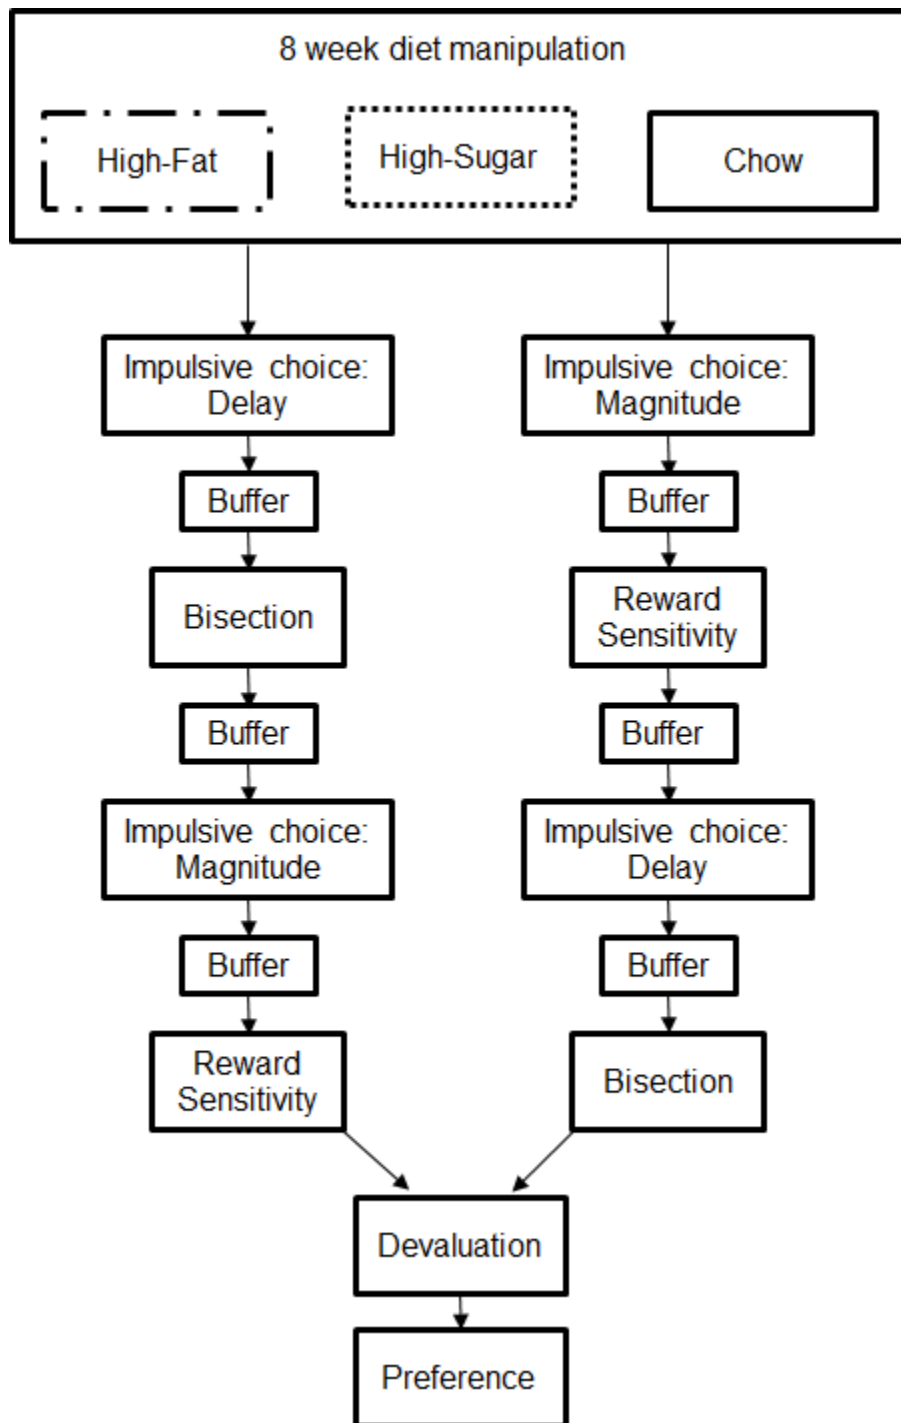 8 week diet manipulation
High-Fat
High-Sugar
Chow
Impulsive choice:
Delay
Buffer
Bisection
Buffer
Impulsive choice:
Magnitude
Buffer
Reward
Sensitivity
Impulsive choice:
Magnitude
Buffer
Reward
Sensitivity
Buffer
Impulsive choice:
Delay
Buffer
Bisection
Devaluation
Preference